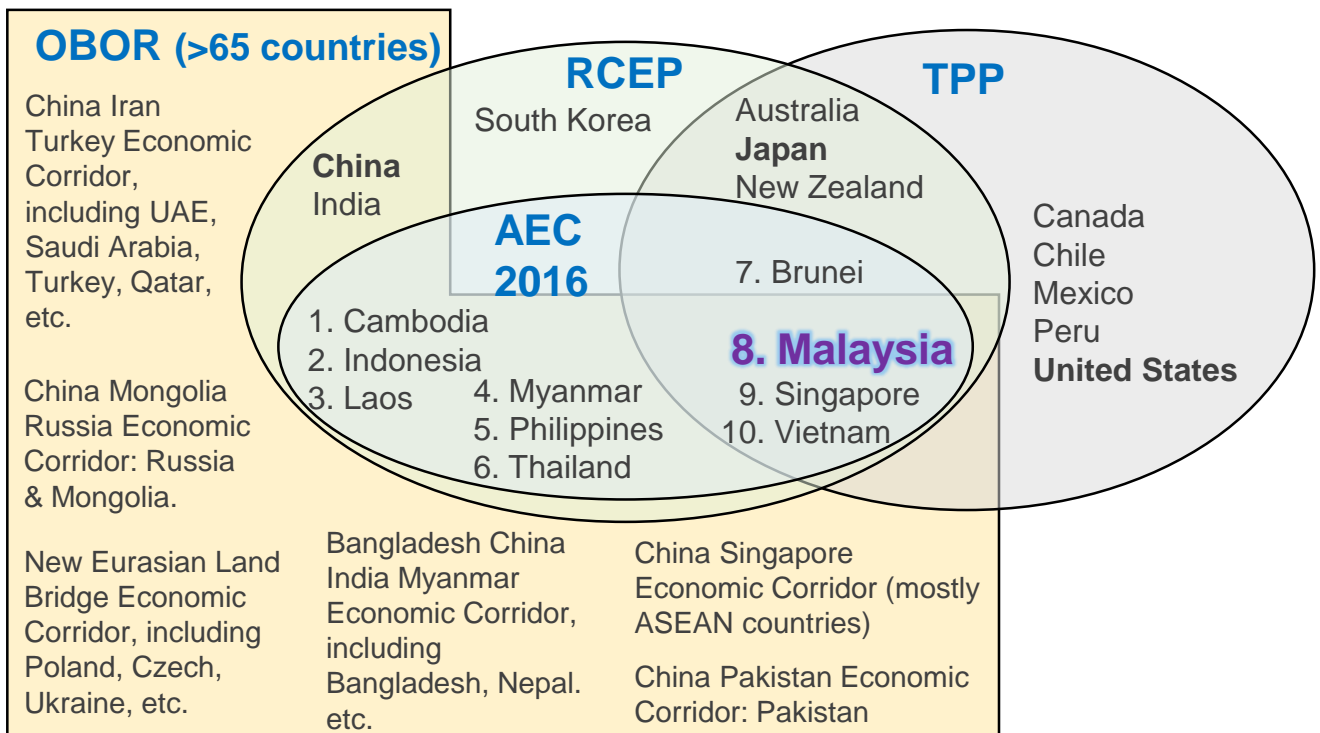 OBOR (>65 countries)
China Iran
Turkey Economic
Corridor,
including UAE,
Saudi Arabia,
Turkey, Qatar,
etc.
China Mongolia
Russia Economic
Corridor: Russia
& Mongolia.
New Eurasian Land
Bridge Economic
Corridor, including
Poland, Czech,
Ukraine, etc.
RCEP
South Korea
China
India
Australia
Japan
New Zealand
TPP
Canada
Chile
Mexico
Peru
United States
AEC
2016
1. Cambodia
2. Indonesia
3. Laos
4. Myanmar
5. Philippines
6. Thailand
7. Brunei
8. Malaysia
9. Singapore
10. Vietnam
Bangladesh China
India Myanmar
Economic Corridor,
including
Bangladesh, Nepal.
etc.
China Singapore
Economic Corridor (mostly
ASEAN countries)
China Pakistan Economic
Corridor: Pakistan